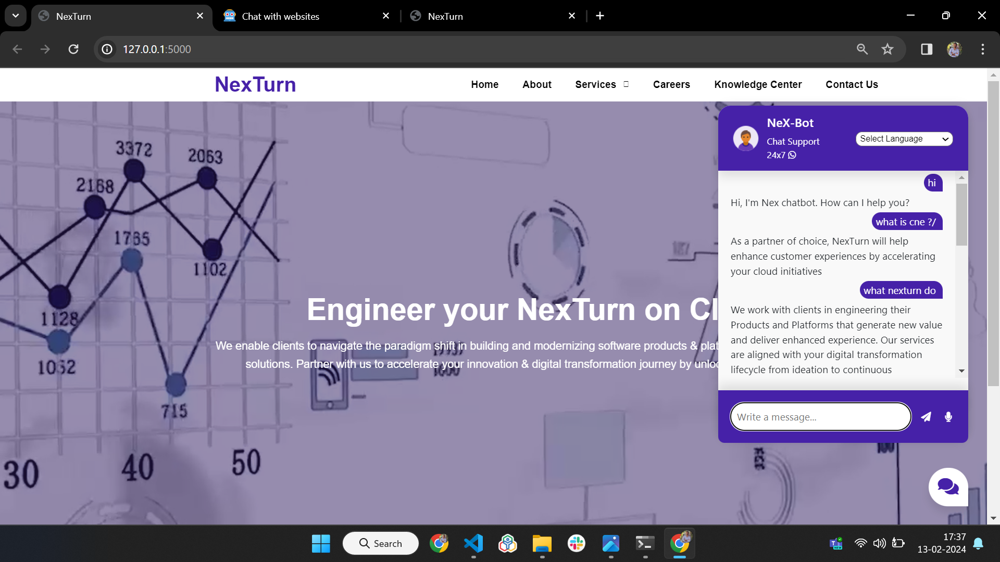 NexTurn
Chat with websites
NexTurn
127.0.0.1:5000
NexTurn
Home About Services Careers Knowledge Center Contact Us
3372
2063
2168
1765
1102
1128
1062
715
30 40 50
Engineer your NexTurn on Cl
We enable clients to navigate the paradigm shift in building and modernizing software products & plat
solutions. Partner with us to accelerate your innovation & digital transformation journey by unloc
NeX-Bot
Chat Support
24x7
Select Language
hi
Hi, I'm Nex chatbot. How can I help you?
what is cne ?/
As a partner of choice, NexTurn will help
enhance customer experiences by accelerating
your cloud initiatives
what nexturn do
We work with clients in engineering their
Products and Platforms that generate new value
and deliver enhanced experience. Our services
are aligned with your digital transformation
lifecycle from ideation to continuous
Write a message...
Search
17:37
13-02-2024